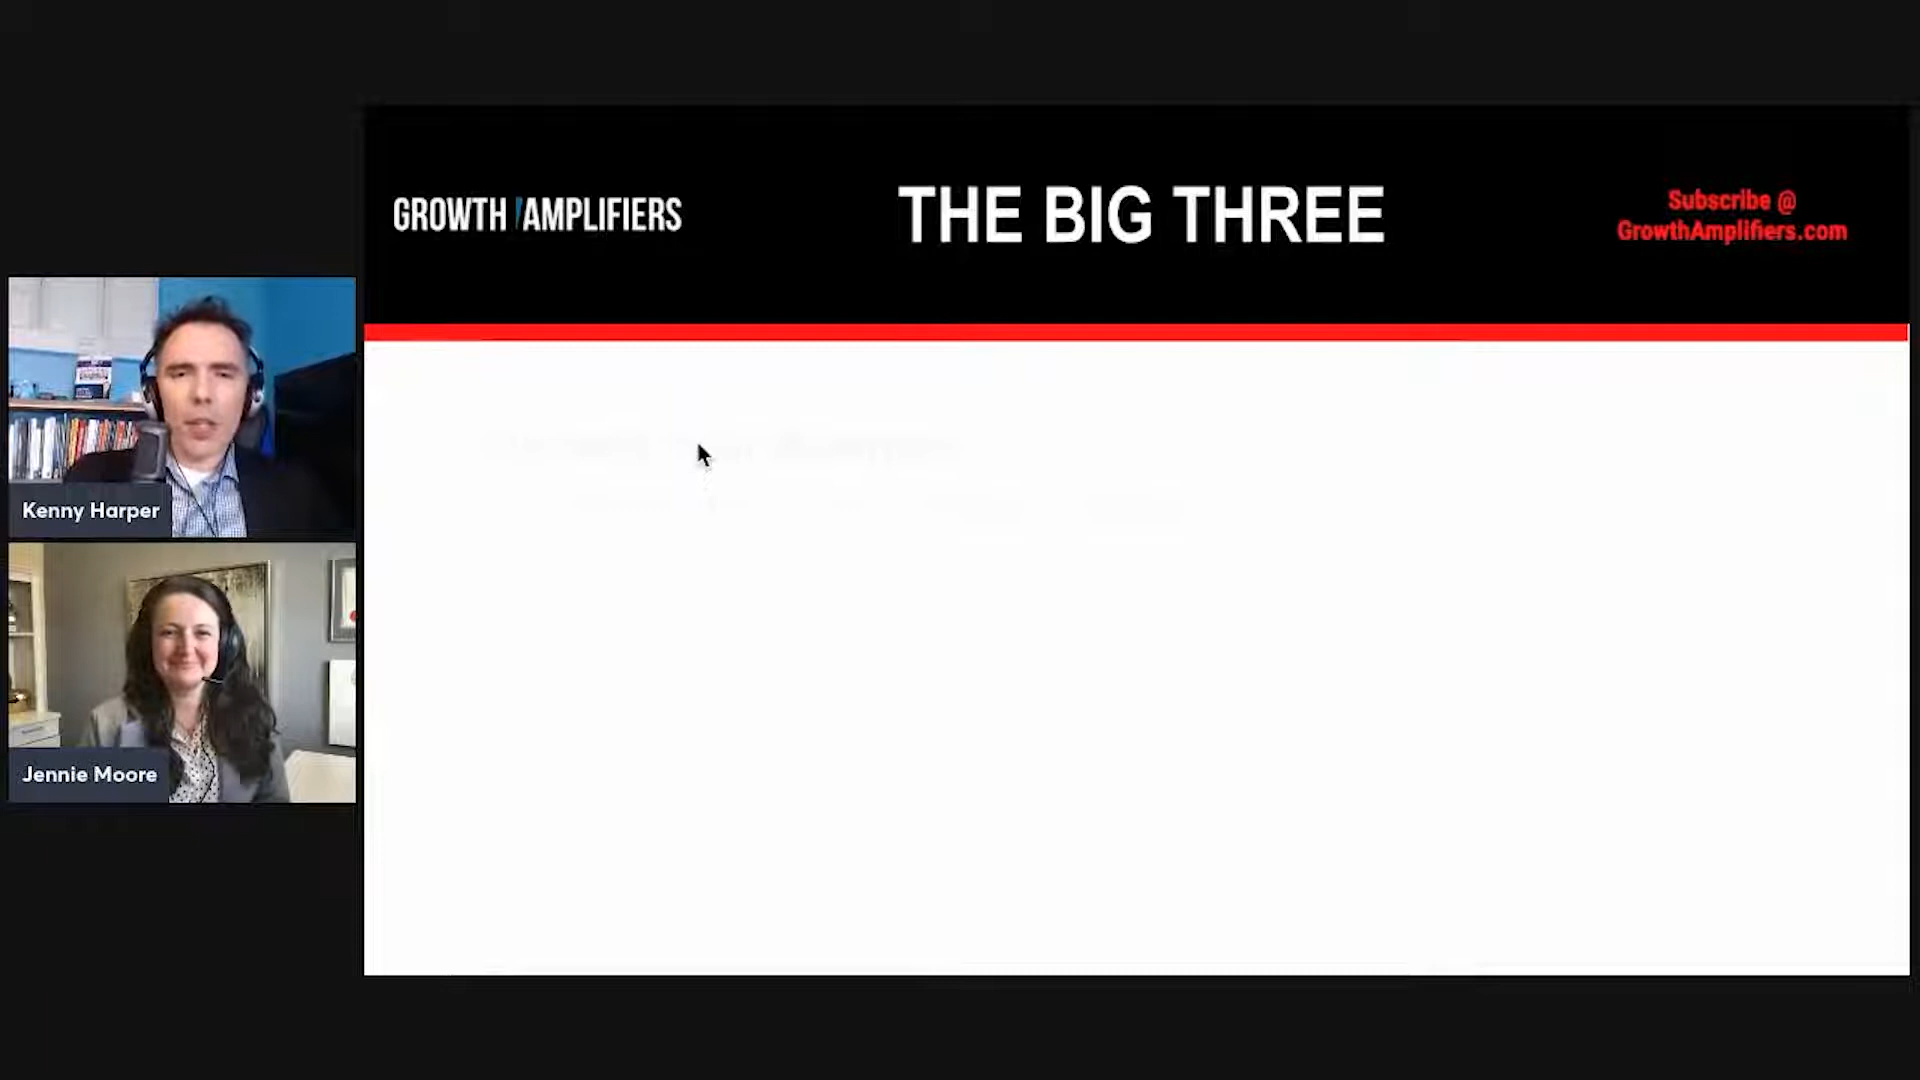 GROWTH AMPLIFIERS
THE BIG THREE
Subscribe @
GrowthAmplifiers.com
Kenny Harper
Jennie Moore